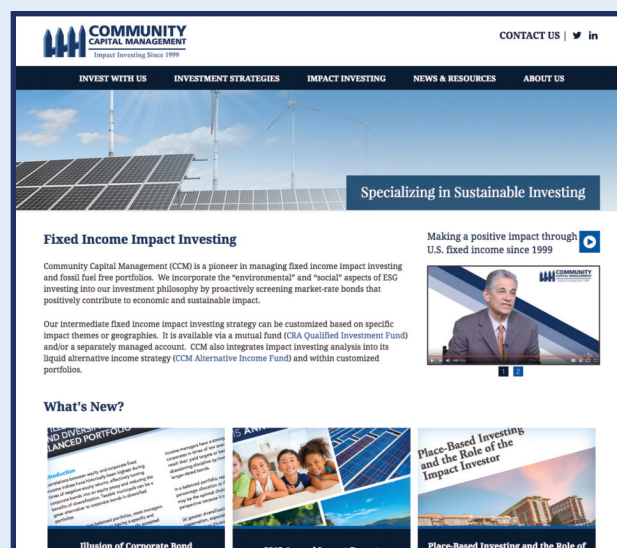 COMMUNITY
CAPITAL MANAGEMENT
Impact Investing Since 1999
CONTACT US |
INVEST WITH US
INVESTMENT STRATEGIES
IMPACT INVESTING
NEWS & RESOURCES
ABOUT US
Specializing in Sustainable Investing
Fixed Income Impact Investing
Community Capital Management (CCM) is a pioneer in managing fixed income impact investing
and fossil fuel free portfolios. We incorporate the "environmental" and "social" aspects of ESG
investing into our investment philosophy by proactively screening market-rate bonds that
positively contribute to economic and sustainable impact.
Our intermediate fixed income impact investing strategy can be customized based on specific
impact themes or geographies. It is available via a mutual fund (CRA Qualified Investment Fund)
and/or a separately managed account. CCM also integrates impact investing analysis into its
liquid alternative income strategy (CCM Alternative Income Fund) and within customized
portfolios.
Making a positive impact through
U.S. fixed income since 1999
COMMUNITY
1 2
What's New?
Place-Based Investing
and the Role of the
Impact Investor
Illusion of Corporate Bond
Place-Based Investing and the Role of